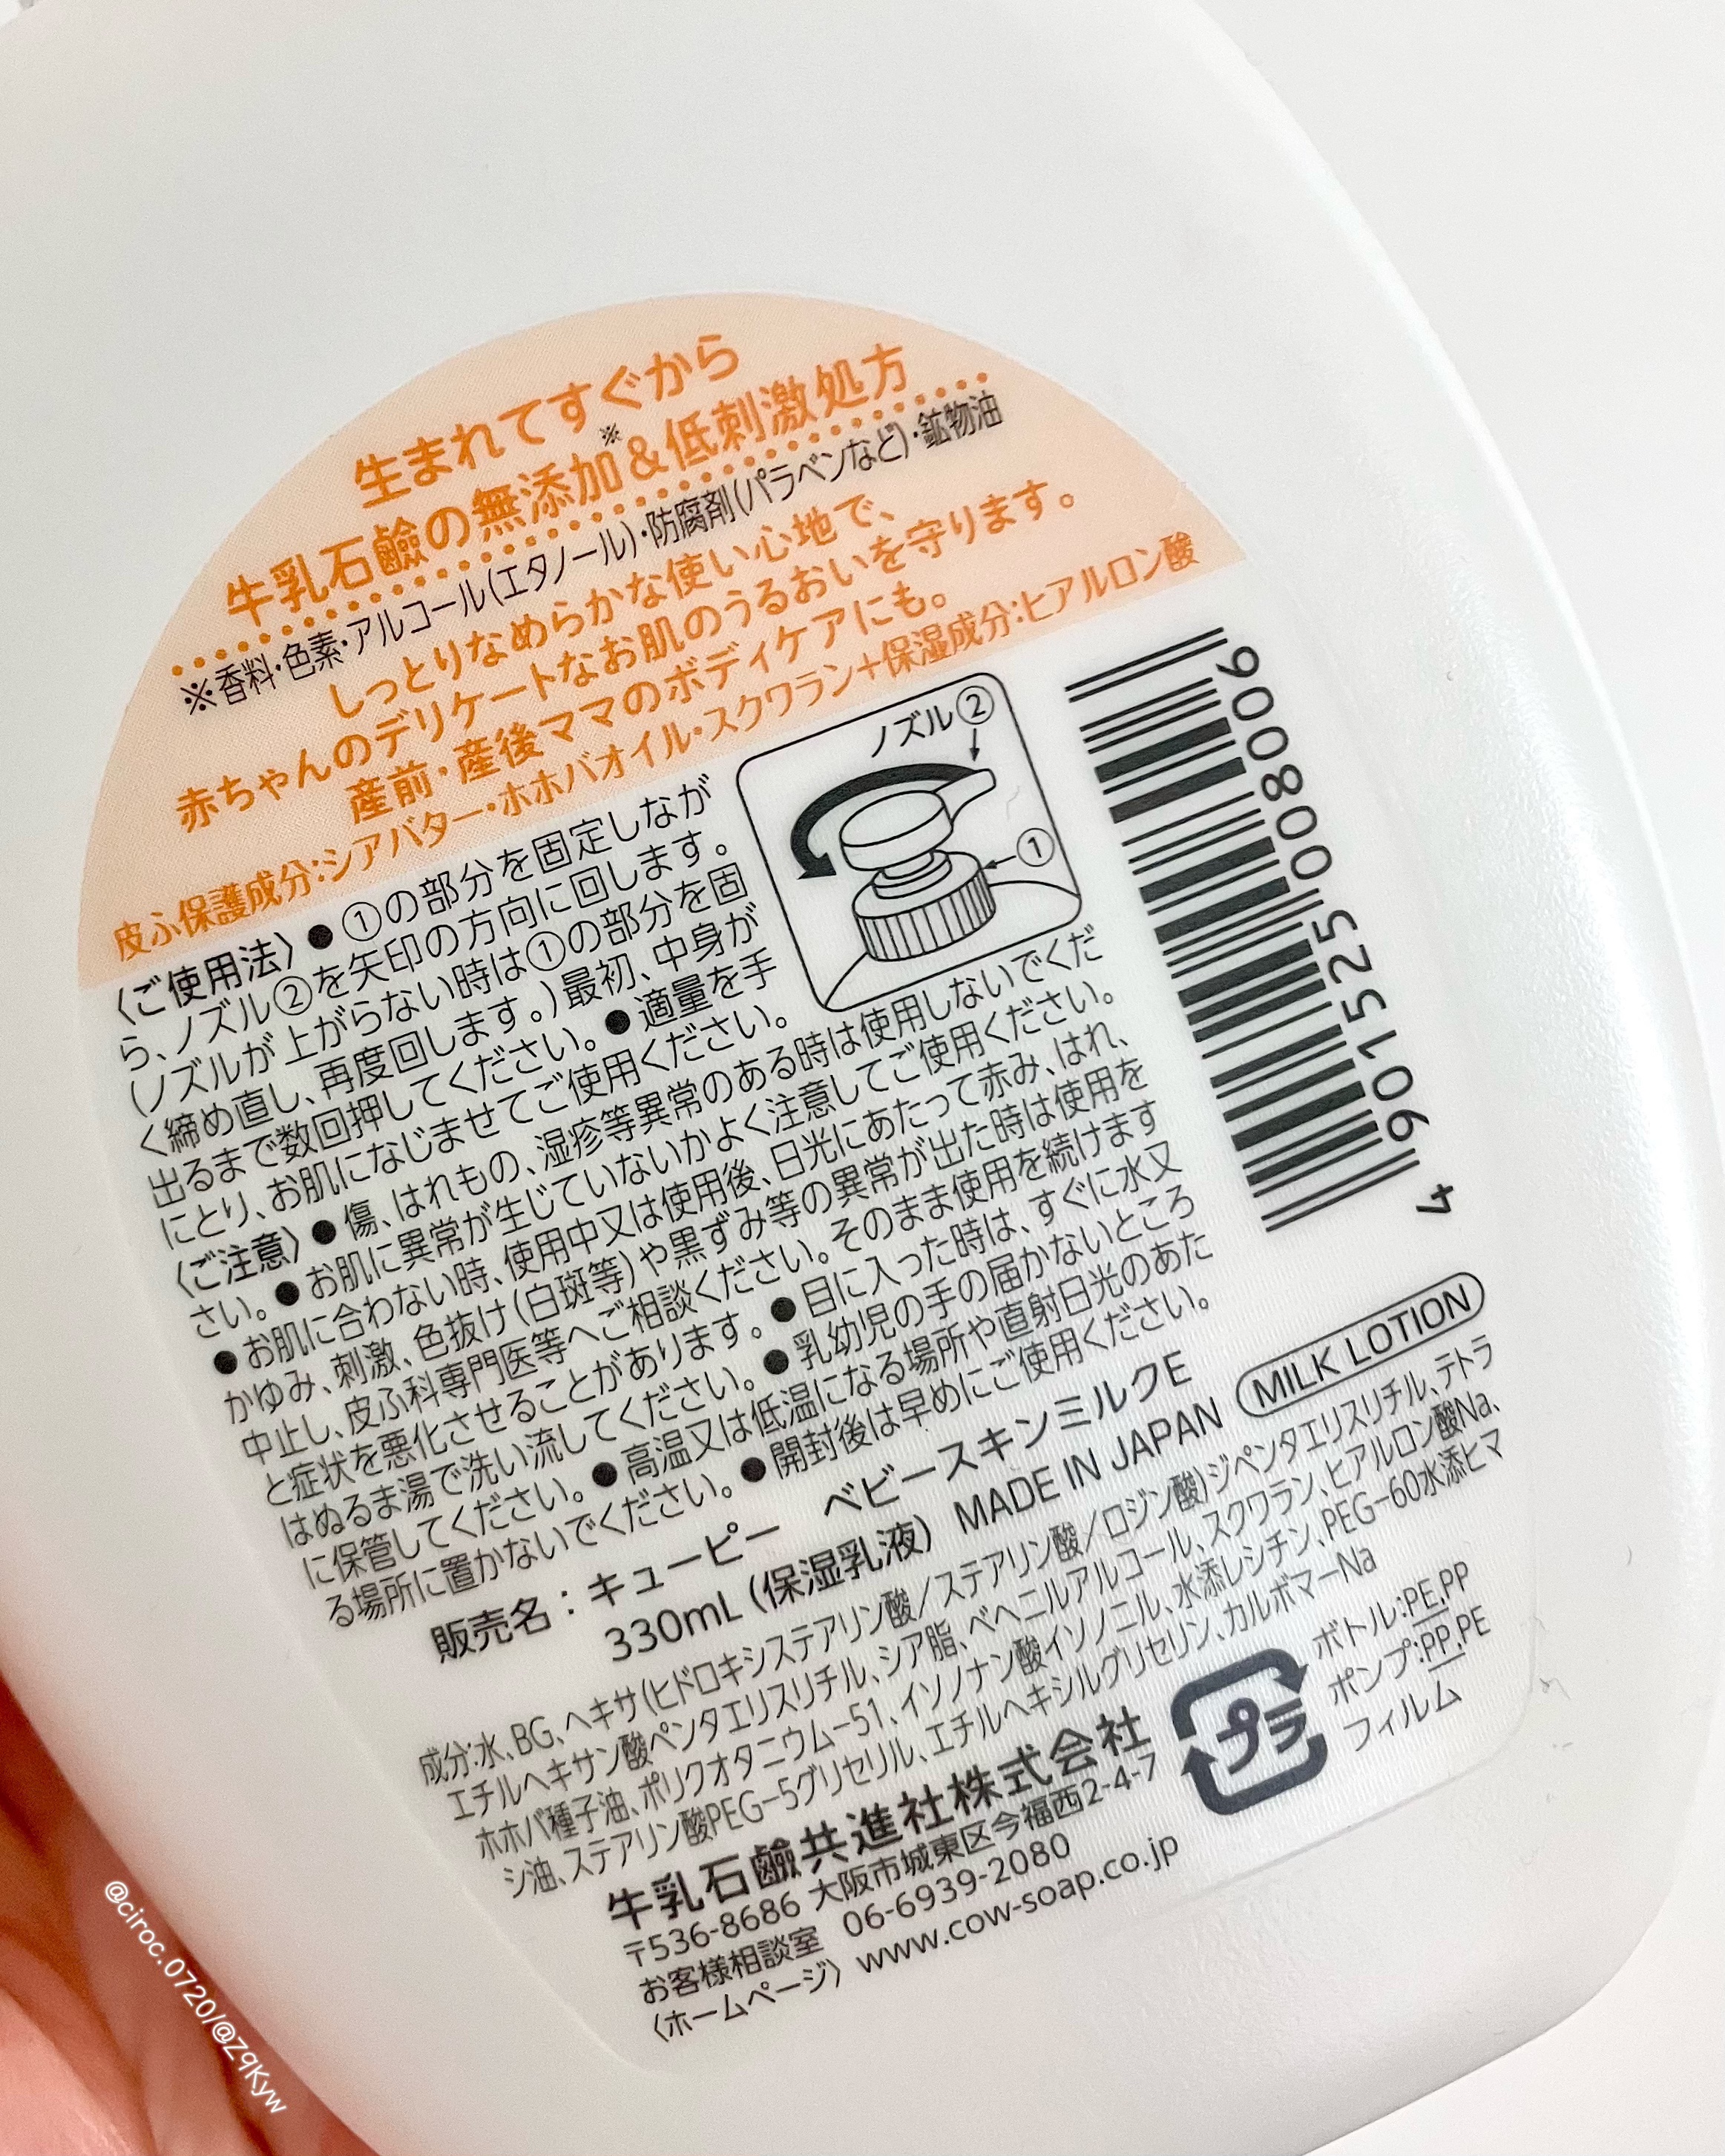 生まれてすぐから
牛乳石鹼の無添加※&低刺激処方
※香料・色素・アルコール(エタノール)・防腐剤(パラベンなど)・鉱物油
しっとりなめらかな使い心地で、
赤ちゃんのデリケートなお肌のうるおいを守ります。
産前・産後ママのボディケアにも。
皮ふ保護成分:シアバター・ホホバオイル・スクワラン+保湿成分:ヒアルロン酸
〈ご使用法〉●①の部分を固定しなが
ら、ノズル②を矢印の方向に回します。
(ノズルが上がらない時は①の部分を固
く締め直し、再度回します。)最初、中身が
出るまで数回押してください。●適量を手
にとり、お肌になじませてご使用ください。
ノズル②
①
〈ご注意〉●傷、はれもの、湿疹等異常のある時は使用しないでくだ
さい。●お肌に異常が生じていないかよく注意してご使用ください。
●お肌に合わない時、使用中又は使用後、日光にあたって赤み、はれ、
かゆみ、刺激、色抜け(白斑等)や黒ずみ等の異常が出た時は使用を
中止し、皮ふ科専門医等へご相談ください。そのまま使用を続けます
と症状を悪化させることがあります。●目に入った時は、すぐに水又
はぬるま湯で洗い流してください。●乳幼児の手の届かないところ
に保管してください。●高温又は低温になる場所や直射日光のあた
る場所に置かないでください。●開封後は早めにご使用ください。
4 901525 008006
販売名:キューピー ベビースキンミルクE
330mL(保湿乳液) MADE IN JAPAN MILK LOTION
成分:水、BG、ヘキサ(ヒドロキシステアリン酸/ステアリン酸/ロジン酸)ジペンタエリスリチル、テトラ
エチルヘキサン酸ペンタエリスリチル、シア脂、ベヘニルアルコール、スクワラン、ヒアルロン酸Na、
ホホバ種子油、ポリクオタニウム-51、イソノナン酸イソノニル、水添レシチン、PEG-60水添ヒマ
シ油、ステアリン酸PEG-5グリセリル、エチルヘキシルグリセリン、カルボマーNa
牛乳石鹼共進社株式会社
〒536-8686 大阪市城東区今福西2-4-7
お客様相談室 06-6939-2080
〈ホームページ〉www.cow-soap.co.jp
プラ
ボトル:PE,PP
ポンプ:PP,PE
フィルム
@ciroc.0720/@ZqKyw